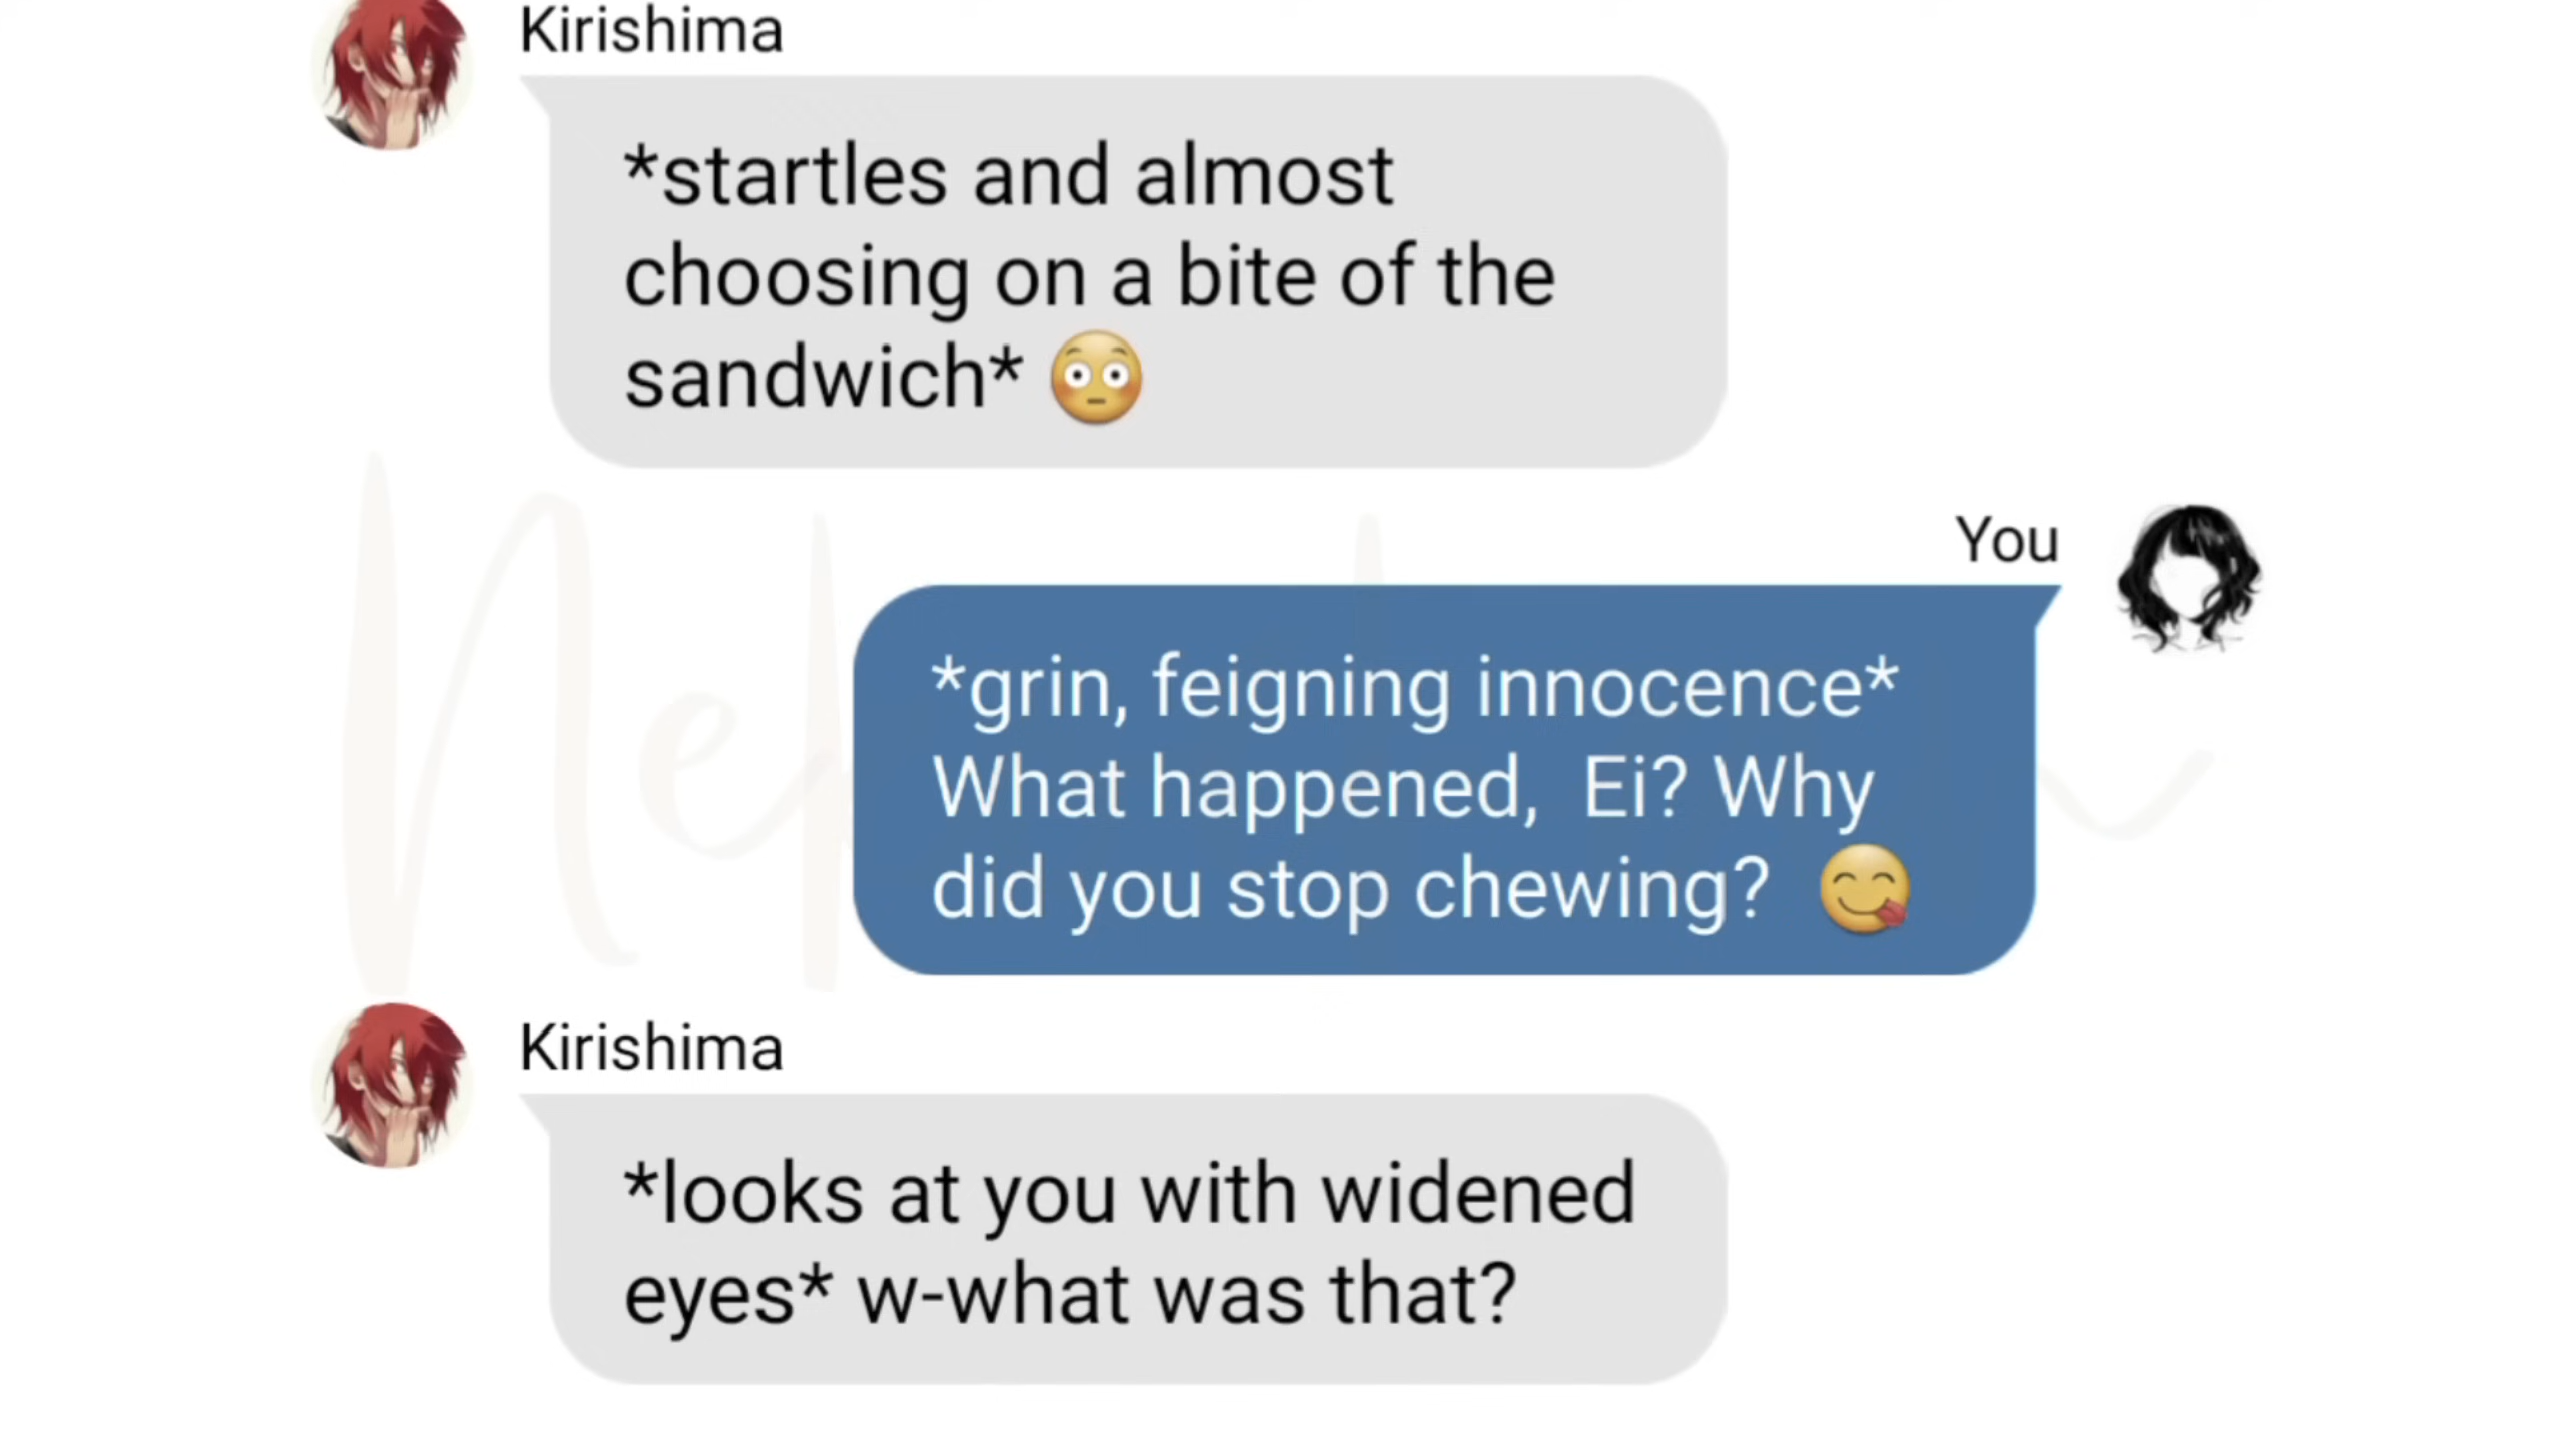 Kirishima
*startles and almost
choosing on a bite of the
sandwich* 😳
You
*grin, feigning innocence*
What happened,  Ei? Why
did you stop chewing?  😋
Kirishima
*looks at you with widened
eyes* w-what was that?